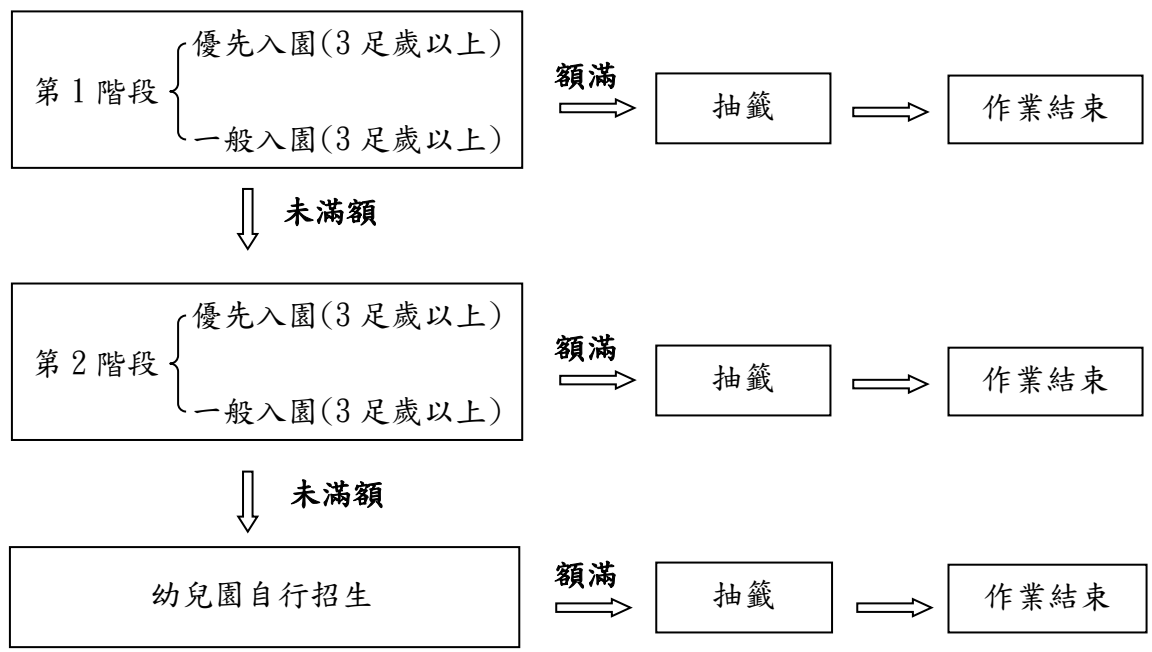 優先入園(3 足歲以上)
第 1 階段
一般入園(3 足歲以上)
額滿
抽籤
作業結束
未滿額
優先入園(3 足歲以上)
第 2 階段
一般入園(3 足歲以上)
額滿
抽籤
作業結束
未滿額
幼兒園自行招生
額滿
抽籤
作業結束